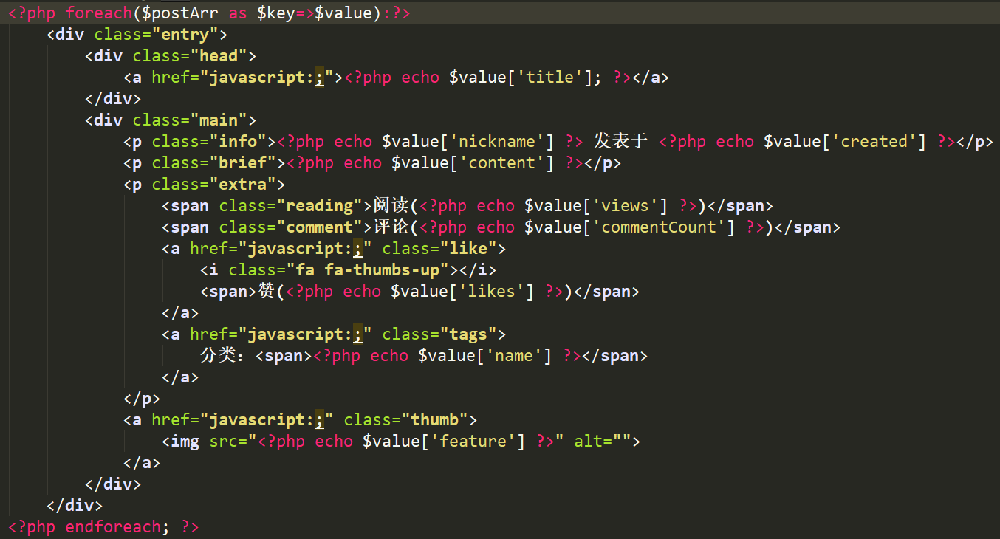 <?php foreach($postArr as $key=>$value):?>
    <div class="entry">
        <div class="head">
            <a href="javascript:;"><?php echo $value['title']; ?></a>
        </div>
        <div class="main">
            <p class="info"><?php echo $value['nickname'] ?> 发表于 <?php echo $value['created'] ?></p>
            <p class="brief"><?php echo $value['content'] ?></p>
            <p class="extra">
                <span class="reading">阅读(<?php echo $value['views'] ?>)</span>
                <span class="comment">评论(<?php echo $value['commentCount'] ?>)</span>
                <a href="javascript:;" class="like">
                    <i class="fa fa-thumbs-up"></i>
                    <span>赞(<?php echo $value['likes'] ?>)</span>
                </a>
                <a href="javascript:;" class="tags">
                    分类：<span><?php echo $value['name'] ?></span>
                </a>
            </p>
            <a href="javascript:;" class="thumb">
                <img src="<?php echo $value['feature'] ?>" alt="">
            </a>
        </div>
    </div>
<?php endforeach; ?>